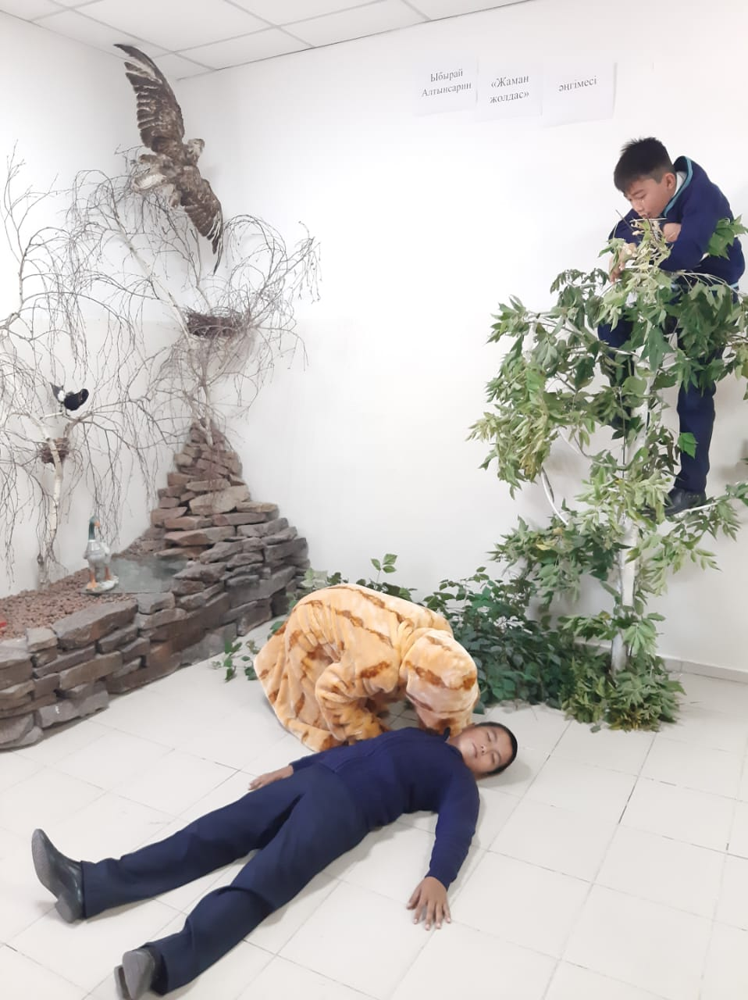 Ыбырай
Алтынсарин
«Жаман
жолдас»
әңгімесі